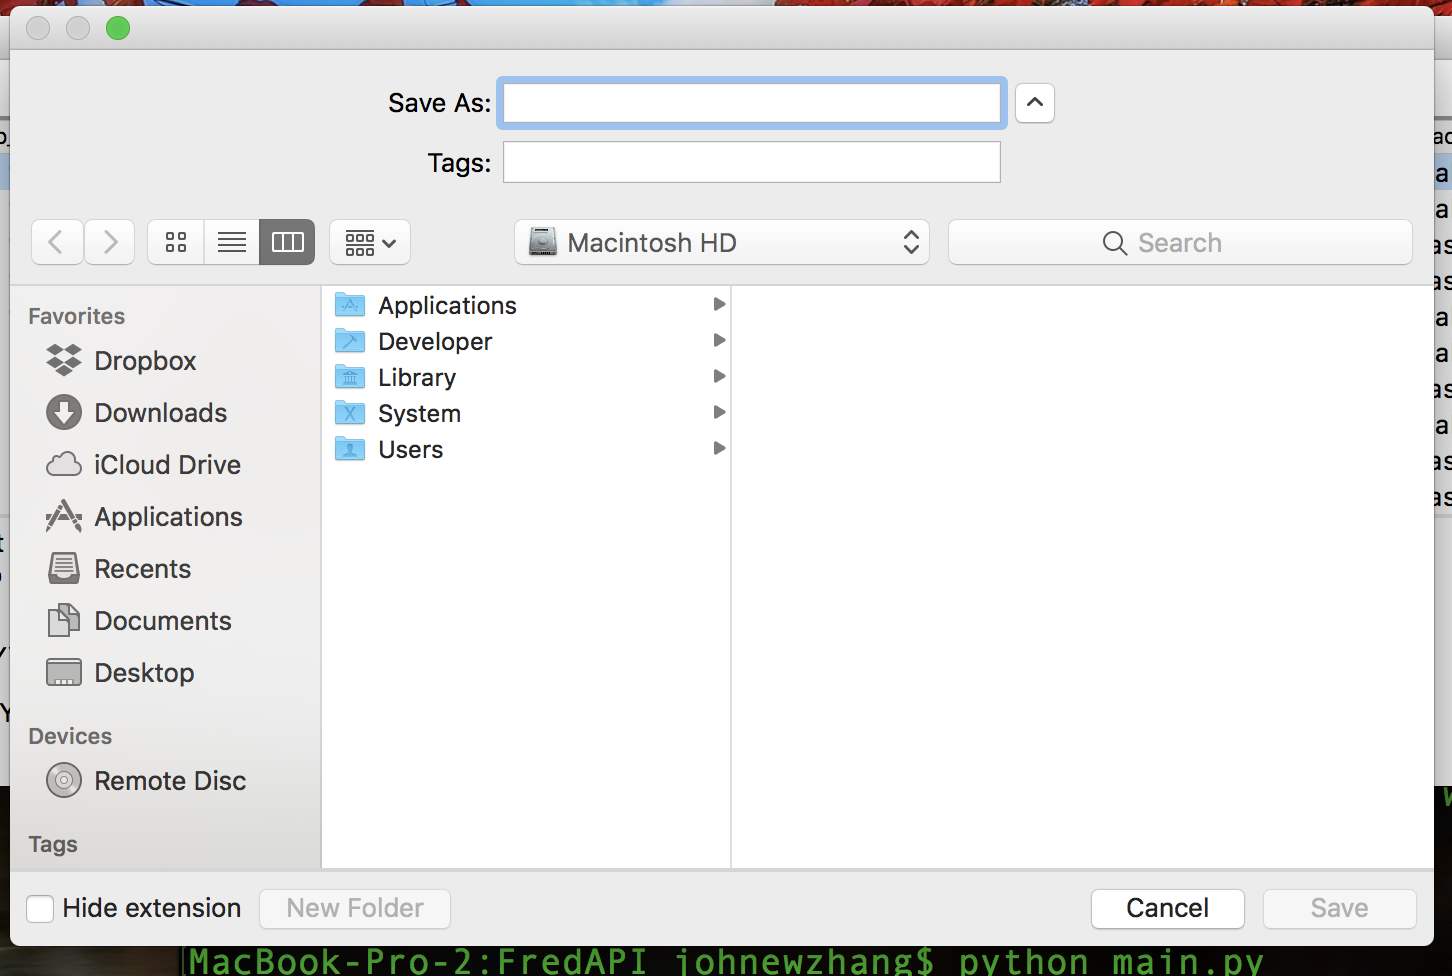 Save As:
Tags:
Macintosh HD
Search
Favorites
Dropbox
Downloads
iCloud Drive
Applications
Recents
Documents
Desktop
Devices
Remote Disc
Tags
Applications
Developer
Library
System
Users
Hide extension
New Folder
Cancel
Save
MacBook-Pro-2:FredAPI johnewzhang$ python main.py